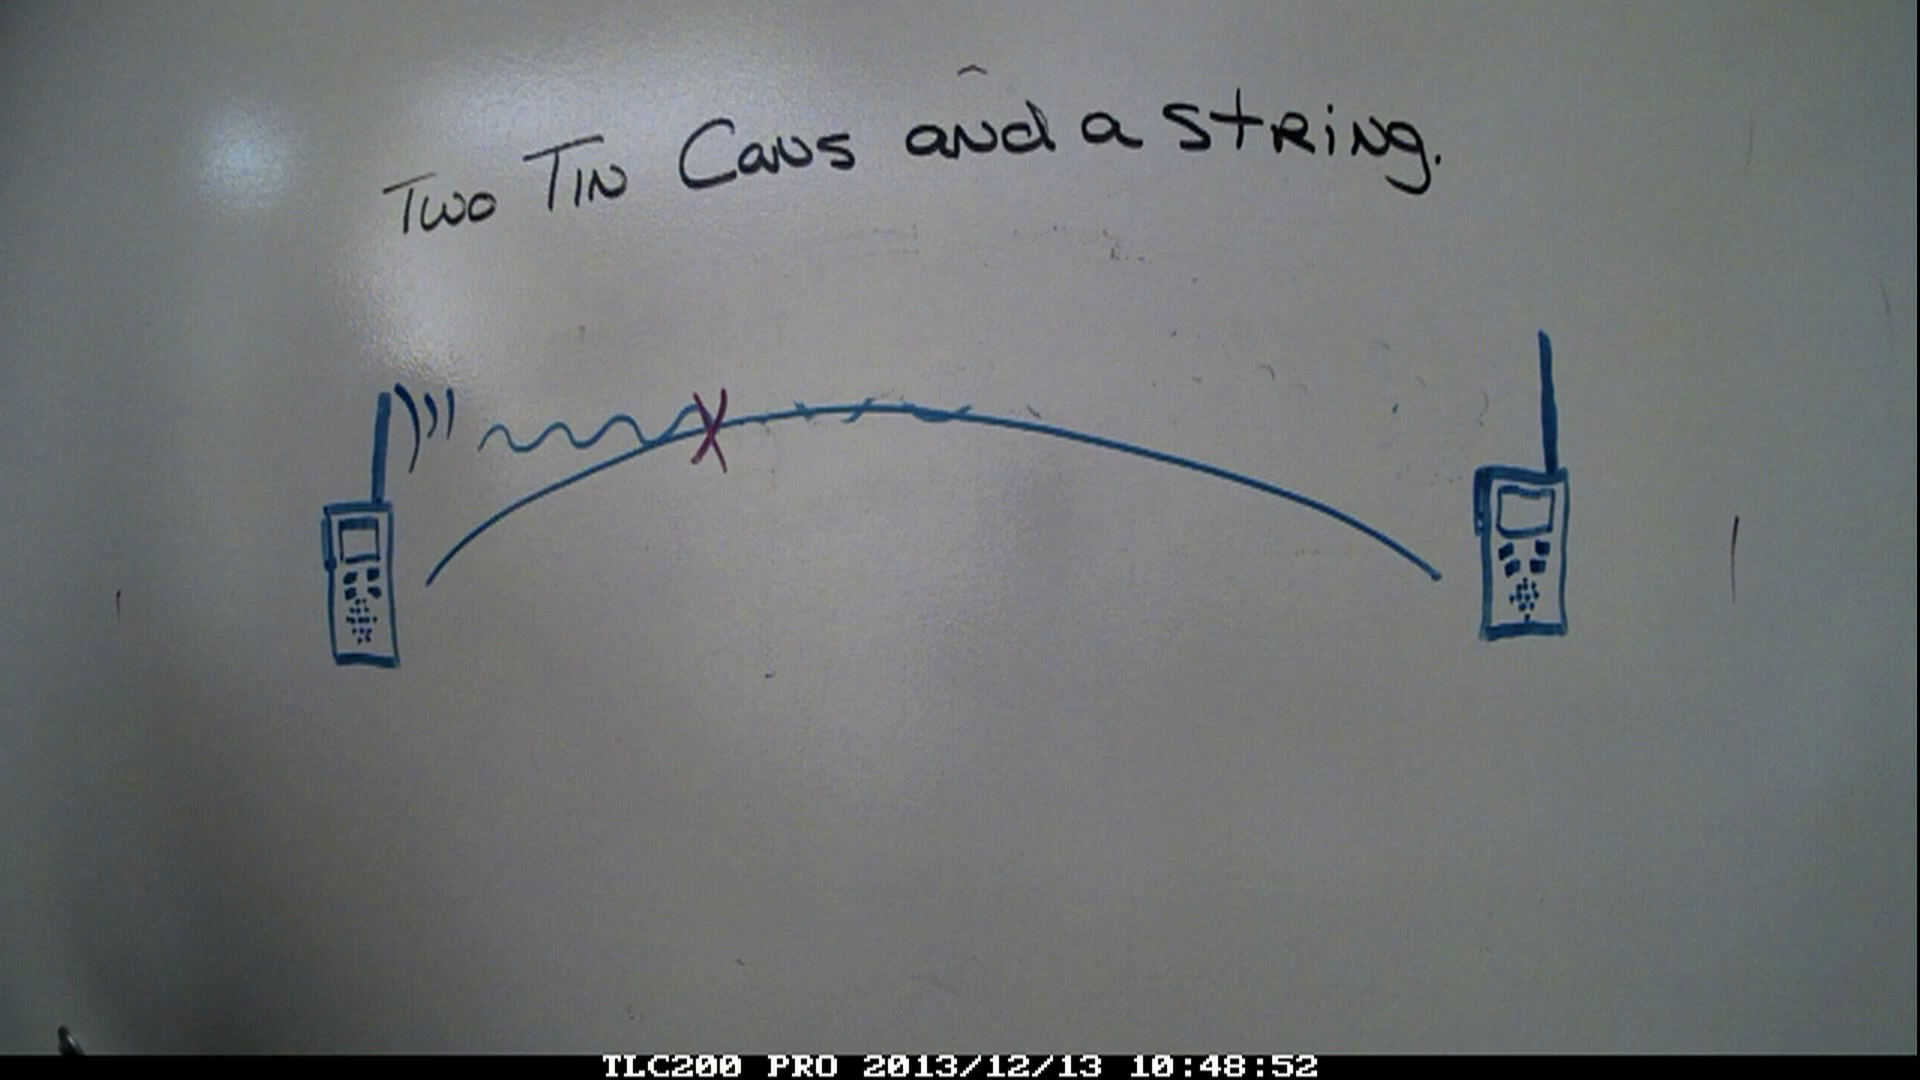 Two TIN Cans and a StRiNg.
TLC200 PRO 2013/12/13 10:48:52